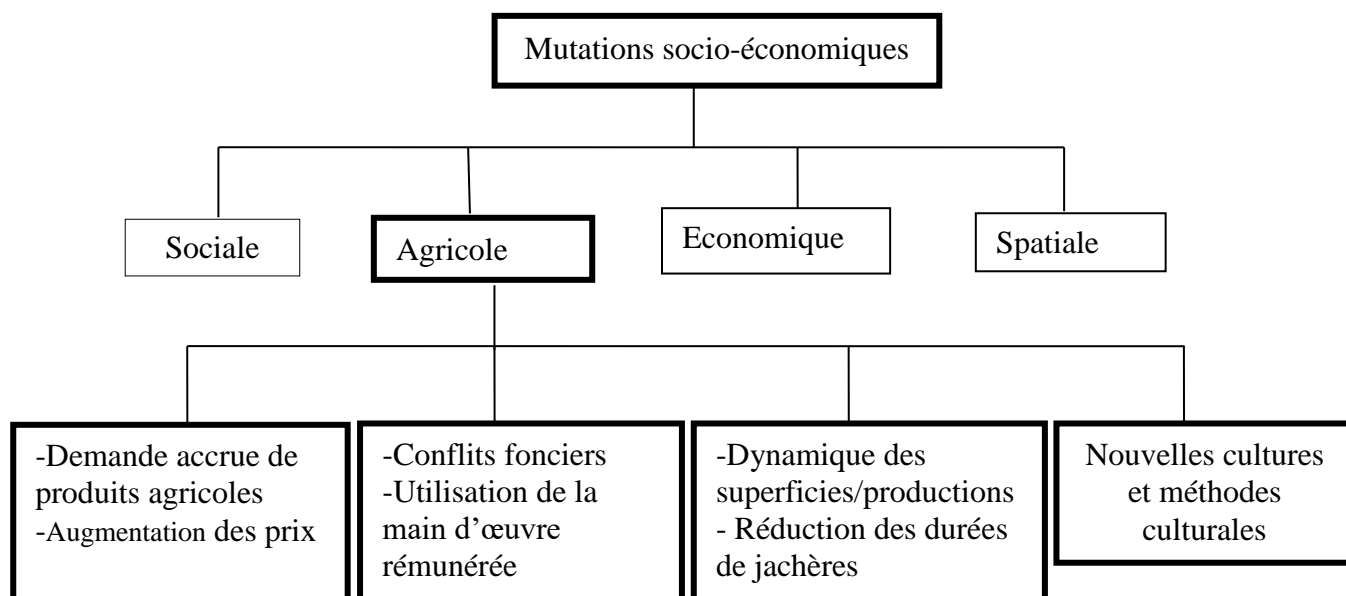 Mutations socio-économiques
Sociale
Agricole
Economique
Spatiale
-Demande accrue de
produits agricoles
-Augmentation des prix
-Conflits fonciers
-Utilisation de la
main d’œuvre
rémunérée
-Dynamique des
superficies/productions
- Réduction des durées
de jachères
Nouvelles cultures
et méthodes
culturales